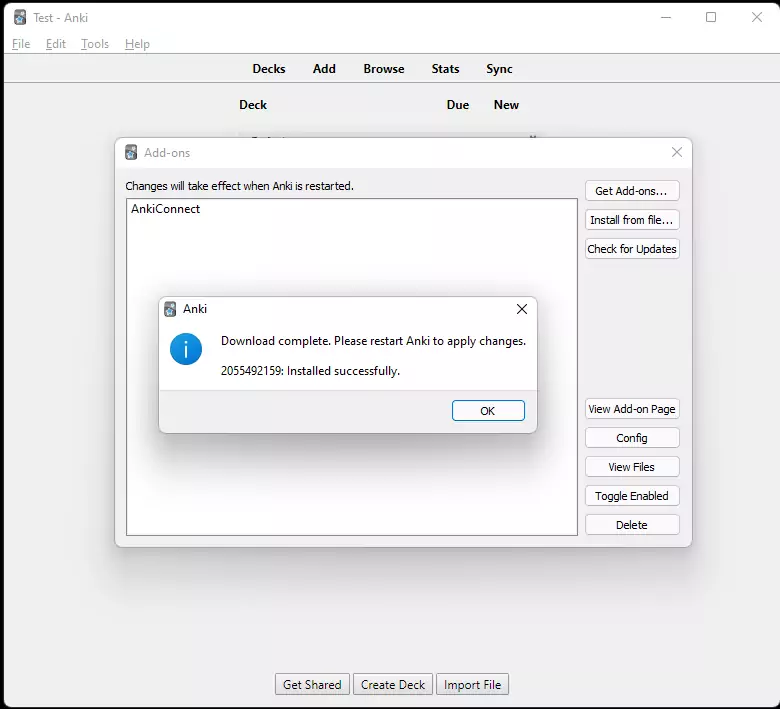 Test - Anki
File Edit Tools Help
Decks Add Browse Stats Sync
Deck Due New
Add-ons
Changes will take effect when Anki is restarted.
AnkiConnect
Get Add-ons...
Install from file...
Check for Updates
Anki
Download complete. Please restart Anki to apply changes.
2055492159: Installed successfully.
OK
View Add-on Page
Config
View Files
Toggle Enabled
Delete
Get Shared Create Deck Import File